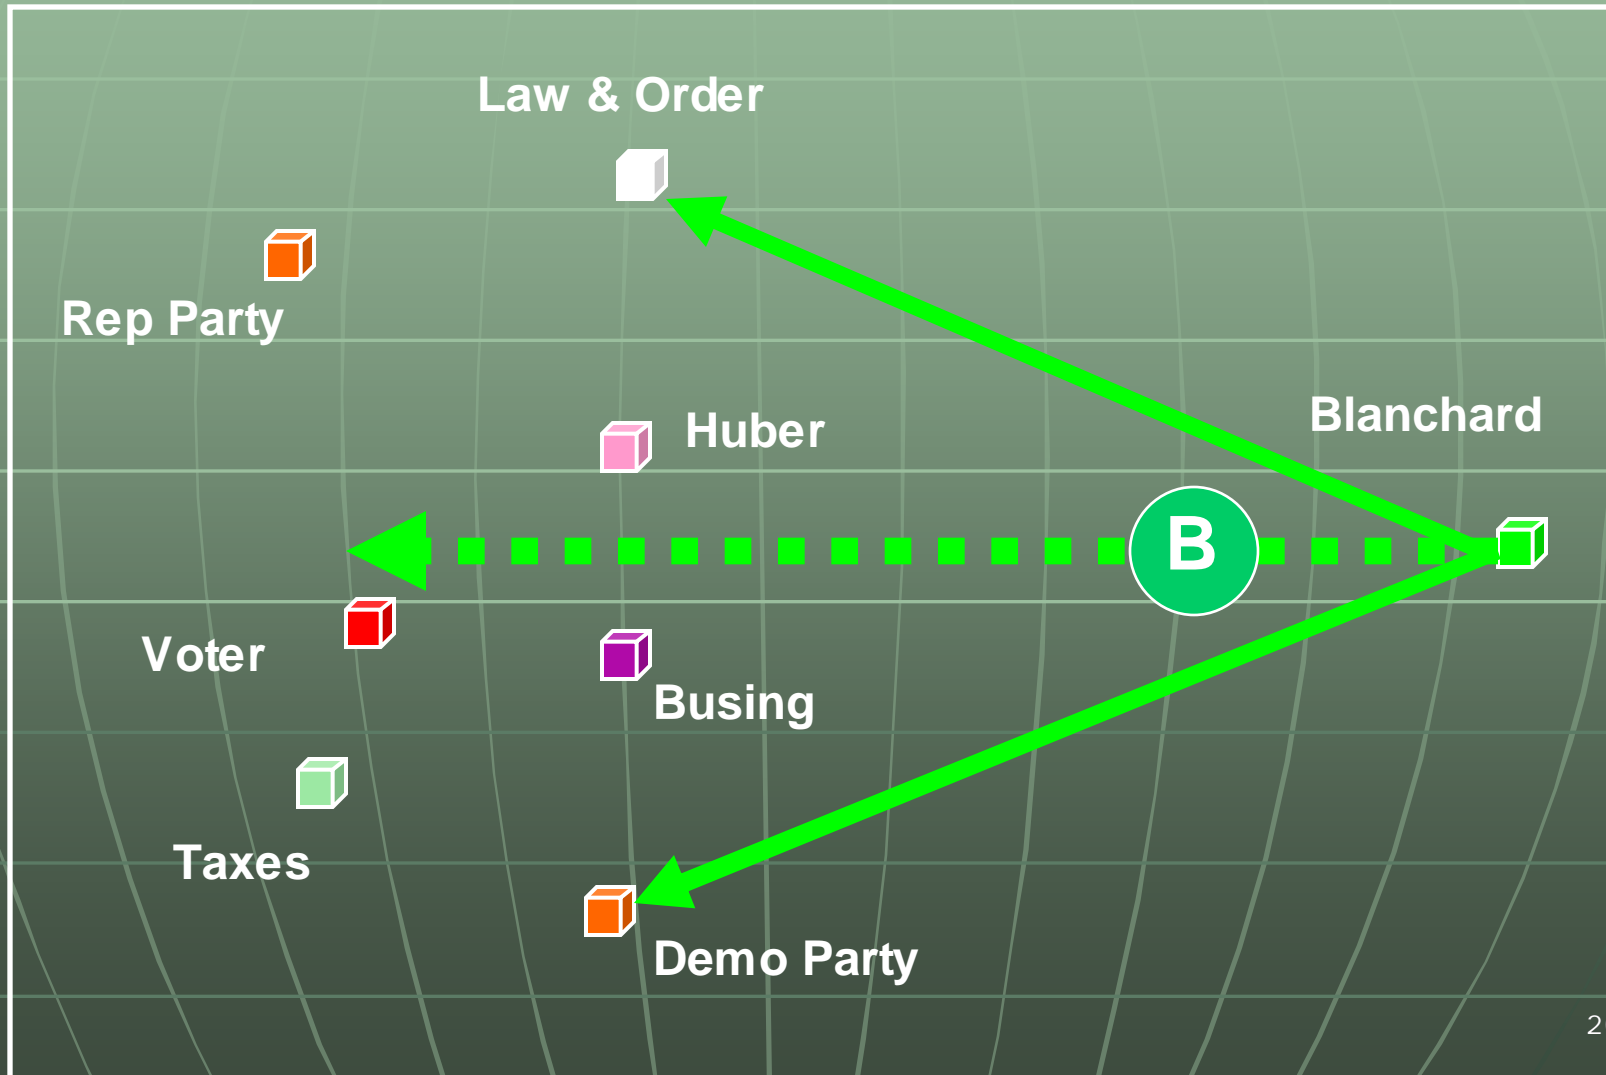 Law & Order
Rep Party
Huber
Blanchard
B
Voter
Busing
Taxes
Demo Party
2